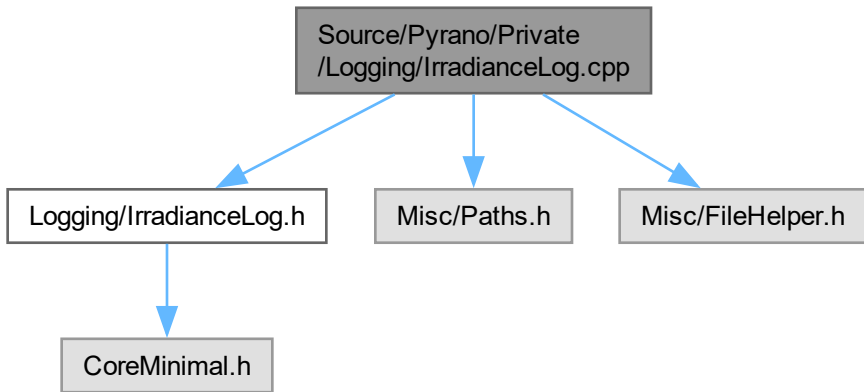 Source/Pyrano/Private
/Logging/IrradianceLog.cpp
Logging/IrradianceLog.h
Misc/Paths.h
Misc/FileHelper.h
CoreMinimal.h